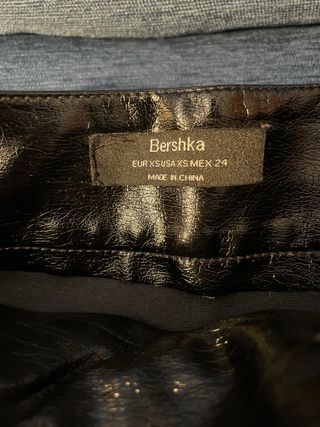 Bershka
EUR XS USA XS MEX 24
MADE IN CHINA